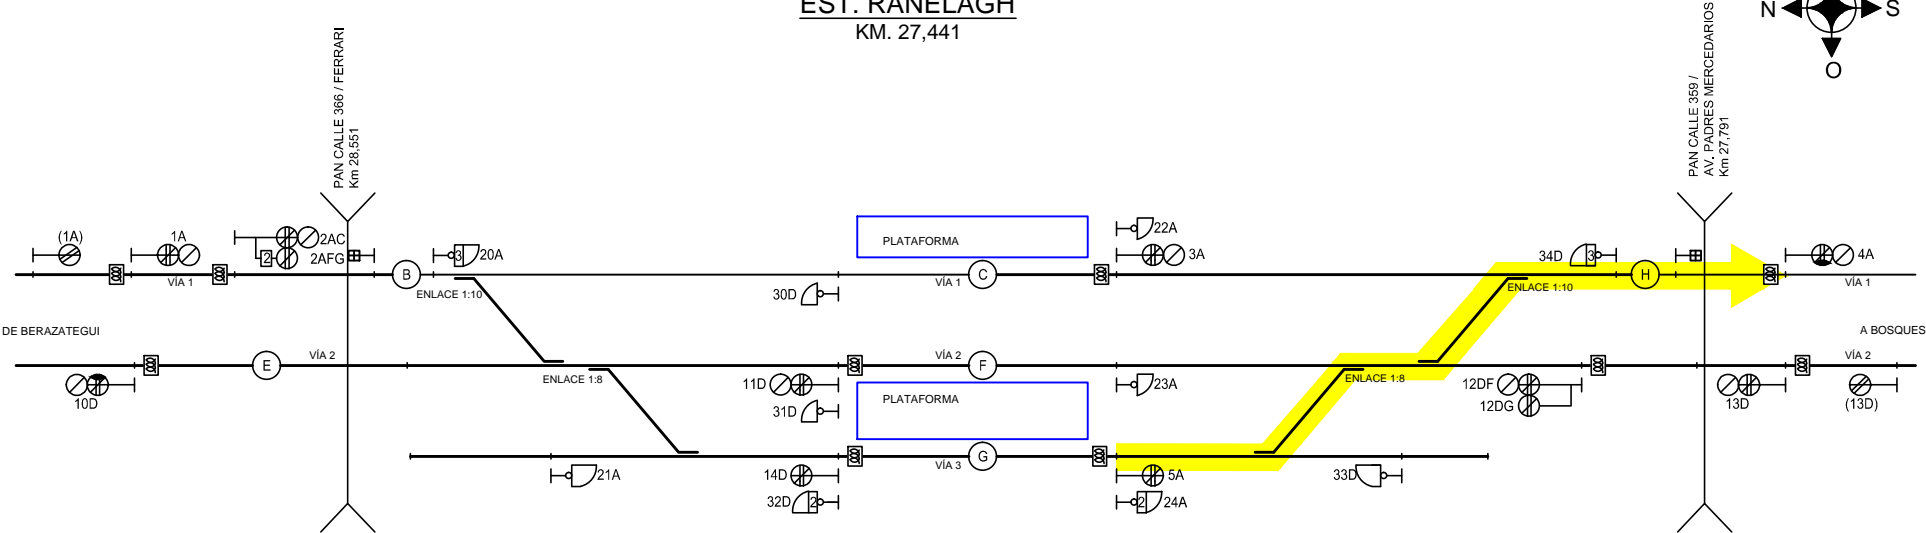 EST. RANELAGH
KM. 27,441
N
S
O
PAN CALLE 366 / FERRARI
Km 28,551
PAN CALLE 359 /
AV. PADRES MERCEDARIOS
Km 27,791
(1A)
1A
2AC
2
2AFG
3
20A
PLATAFORMA
22A
3A
34D
3
4A
VÍA 1
B
ENLACE 1:10
30D
VÍA 1
C
ENLACE 1:10
H
VÍA 1
DE BERAZATEGUI
A BOSQUES
E
VÍA 2
VÍA 2
F
VÍA 2
10D
ENLACE 1:8
11D
31D
PLATAFORMA
23A
ENLACE 1:8
12DF
12DG
13D
(13D)
VÍA 3
G
21A
14D
32D
2
5A
2
24A
33D